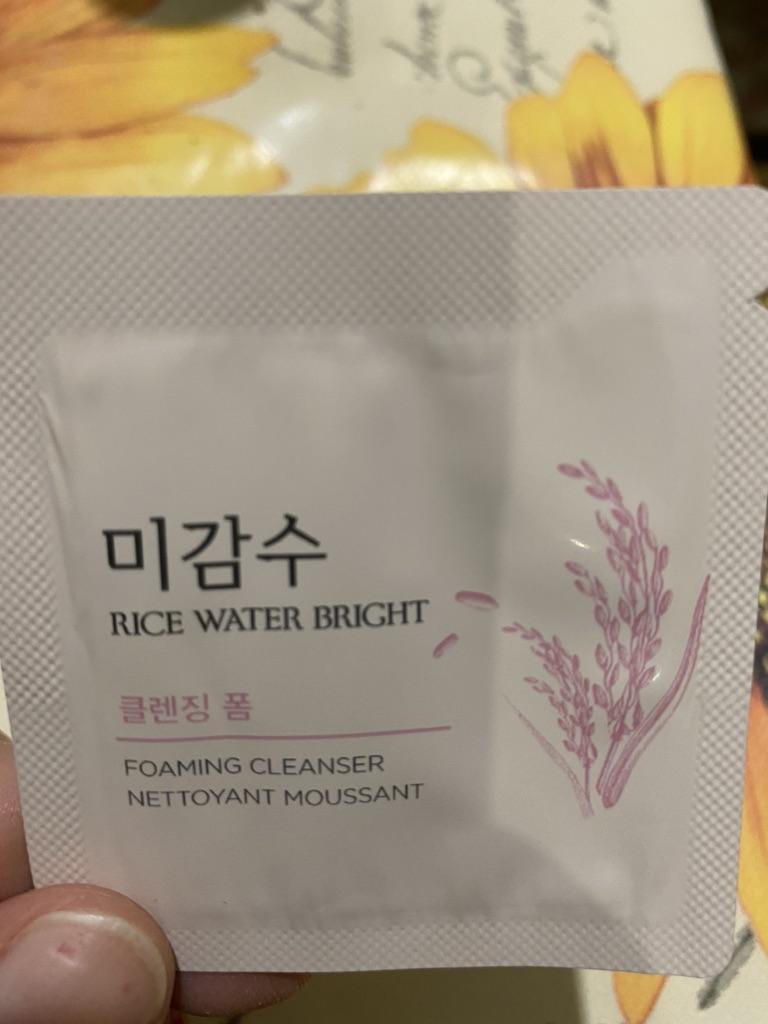 미감수
RICE WATER BRIGHT
클렌징 폼
FOAMING CLEANSER
NETTOYANT MOUSSANT